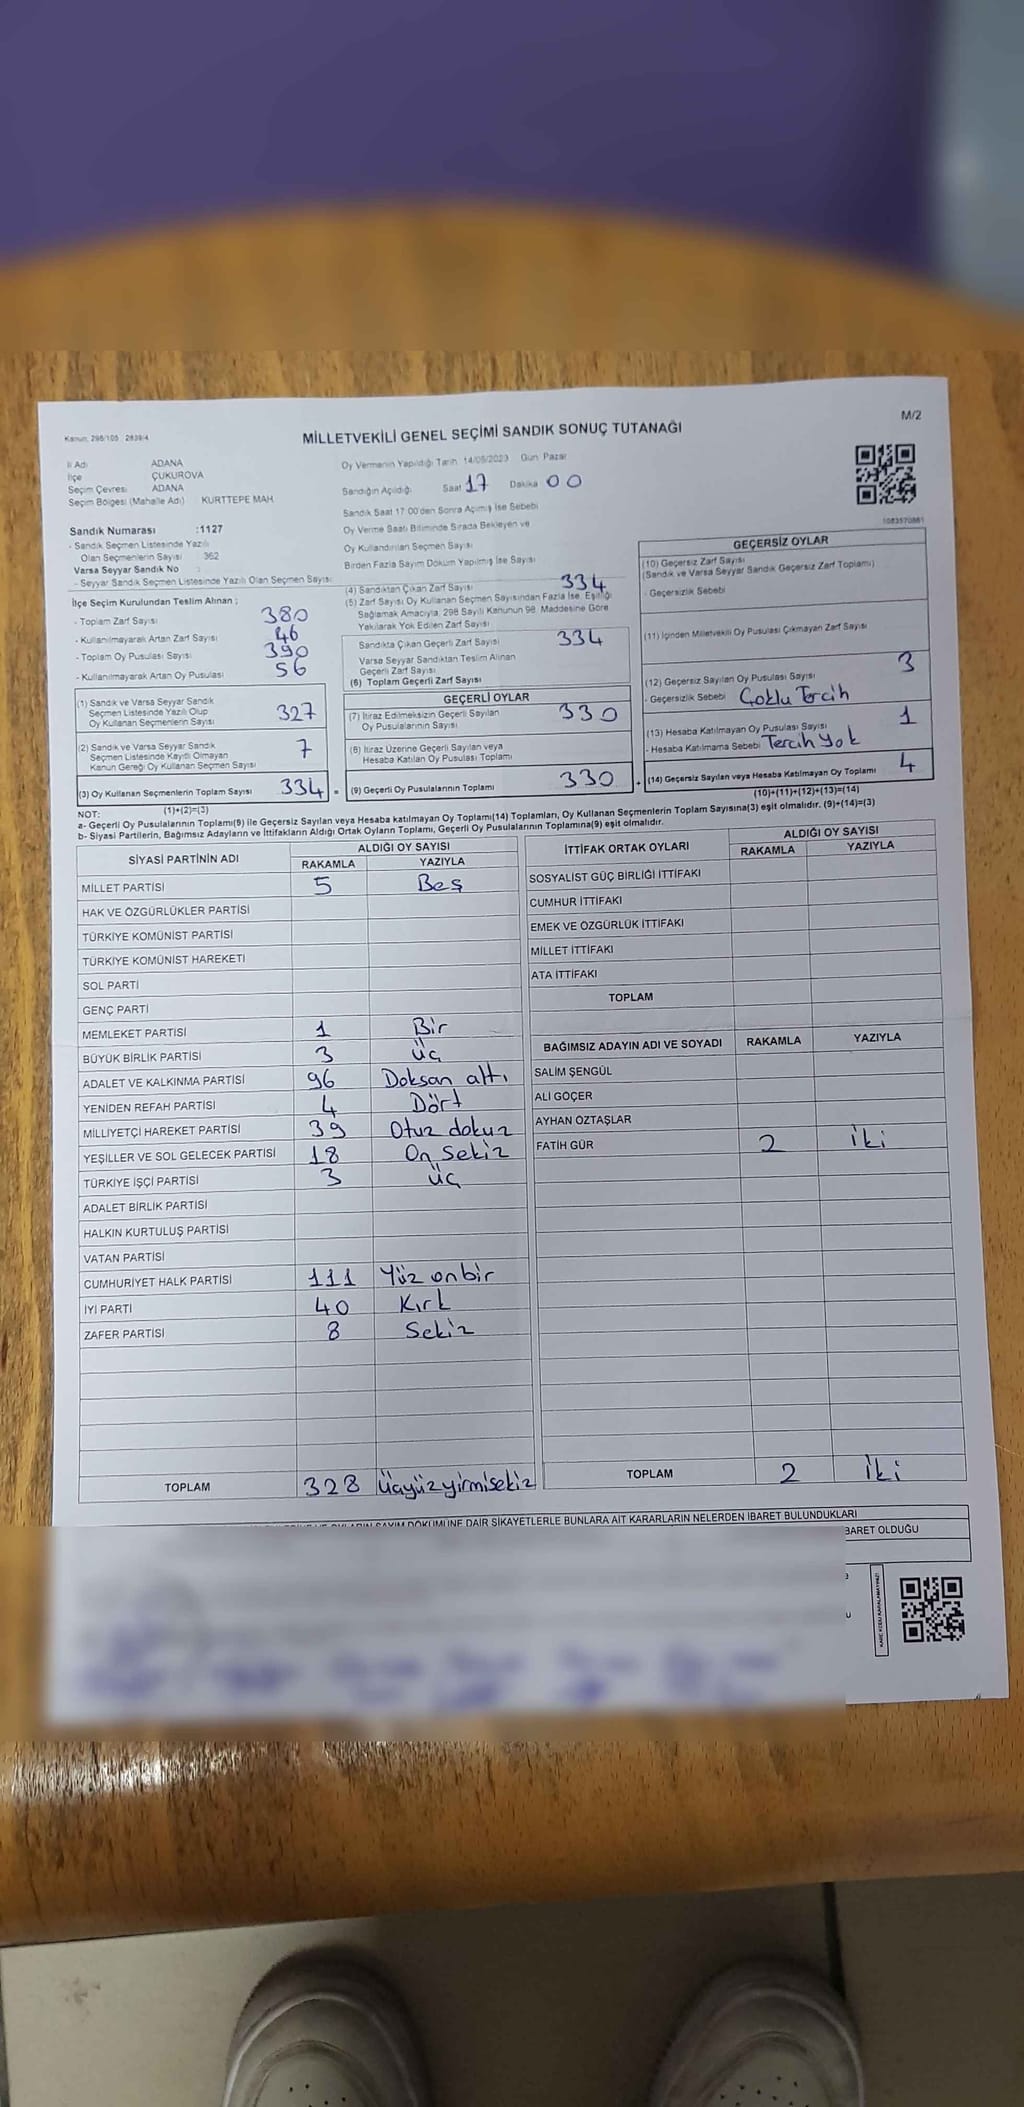 M/2
Kanun: 298/105 2839/4
MİLLETVEKİLİ GENEL SEÇİMİ SANDIK SONUÇ TUTANAĞI
İl Adı ADANA
İlçe ÇUKUROVA
Seçim Çevresi ADANA
Seçim Bölgesi (Mahalle Adı) KURTTEPE MAH.
Oy Vermenin Yapıldığı Tarih 14/05/2023 Gün Pazar
Sandığın Açıldığı Saat 17 Dakika 00
Sandık Saat 17:00'den Sonra Açılmış İse Sebebi
Oy Verme Saati Bitiminde Sırada Bekleyen ve
Oy Kullandırılan Seçmen Sayısı
Birden Fazla Sayım Döküm Yapılmış İse Sayısı
1083570861
Sandık Numarası :1127
- Sandık Seçmen Listesinde Yazılı
Olan Seçmenlerin Sayısı 362
Varsa Seyyar Sandık No :
- Seyyar Sandık Seçmen Listesinde Yazılı Olan Seçmen Sayısı
İlçe Seçim Kurulundan Teslim Alınan ;
- Toplam Zarf Sayısı 380
- Kullanılmayarak Artan Zarf Sayısı 46
- Toplam Oy Pusulası Sayısı 390
- Kullanılmayarak Artan Oy Pusulası 56
(1) Sandık ve Varsa Seyyar Sandık
Seçmen Listesinde Yazılı Olup
Oy Kullanan Seçmenlerin Sayısı 327
(2) Sandık ve Varsa Seyyar Sandık
Seçmen Listesinde Kayıtlı Olmayan
Kanun Gereği Oy Kullanan Seçmen Sayısı 7
(3) Oy Kullanan Seçmenlerin Toplam Sayısı 334 =
(1)+(2)=(3)
(4) Sandıktan Çıkan Zarf Sayısı 334
(5) Zarf Sayısı Oy Kullanan Seçmen Sayısından Fazla İse, Eşitliği
Sağlamak Amacıyla, 298 Sayılı Kanunun 98. Maddesine Göre
Yakılarak Yok Edilen Zarf Sayısı
Sandıkta Çıkan Geçerli Zarf Sayısı 334
Varsa Seyyar Sandıktan Teslim Alınan
Geçerli Zarf Sayısı
(6) Toplam Geçerli Zarf Sayısı
GEÇERLİ OYLAR
(7) İtiraz Edilmeksizin Geçerli Sayılan
Oy Pusulalarının Sayısı 330
(8) İtiraz Üzerine Geçerli Sayılan veya
Hesaba Katılan Oy Pusulası Toplamı
(9) Geçerli Oy Pusulalarının Toplamı 330 +
GEÇERSİZ OYLAR
(10) Geçersiz Zarf Sayısı
(Sandık ve Varsa Seyyar Sandık Geçersiz Zarf Toplamı)
- Geçersizlik Sebebi
(11) İçinden Milletvekili Oy Pusulası Çıkmayan Zarf Sayısı
(12) Geçersiz Sayılan Oy Pusulası Sayısı 3
- Geçersizlik Sebebi Çoklu Tercih
(13) Hesaba Katılmayan Oy Pusulası Sayısı 1
- Hesaba Katılmama Sebebi Tercih yok
(14) Geçersiz Sayılan veya Hesaba Katılmayan Oy Toplamı 4
(10)+(11)+(12)+(13)=(14)
NOT:
a- Geçerli Oy Pusulalarının Toplamı(9) ile Geçersiz Sayılan veya Hesaba katılmayan Oy Toplamı(14) Toplamları, Oy Kullanan Seçmenlerin Toplam Sayısına(3) eşit olmalıdır. (9)+(14)=(3)
b- Siyasi Partilerin, Bağımsız Adayların ve İttifakların Aldığı Ortak Oyların Toplamı, Geçerli Oy Pusulalarının Toplamına(9) eşit olmalıdır.
SİYASİ PARTİNİN ADI ALDIĞI OY SAYISI
RAKAMLA YAZIYLA
MİLLET PARTİSİ 5 Beş
HAK VE ÖZGÜRLÜKLER PARTİSİ
TÜRKİYE KOMÜNİST PARTİSİ
TÜRKİYE KOMÜNİST HAREKETİ
SOL PARTİ
GENÇ PARTİ
MEMLEKET PARTİSİ 1 Bir
BÜYÜK BİRLİK PARTİSİ 3 Üç
ADALET VE KALKINMA PARTİSİ 96 Doksan altı
YENİDEN REFAH PARTİSİ 4 Dört
MİLLİYETÇİ HAREKET PARTİSİ 39 Otuz dokuz
YEŞİLLER VE SOL GELECEK PARTİSİ 18 On sekiz
TÜRKİYE İŞÇİ PARTİSİ 3 Üç
ADALET BİRLİK PARTİSİ
HALKIN KURTULUŞ PARTİSİ
VATAN PARTİSİ
CUMHURİYET HALK PARTİSİ 111 Yüz onbir
İYİ PARTİ 40 Kırk
ZAFER PARTİSİ 8 Sekiz
TOPLAM 328 Üçyüzyirmisekiz
İTTİFAK ORTAK OYLARI ALDIĞI OY SAYISI
RAKAMLA YAZIYLA
SOSYALİST GÜÇ BİRLİĞİ İTTİFAKI
CUMHUR İTTİFAKI
EMEK VE ÖZGÜRLÜK İTTİFAKI
MİLLET İTTİFAKI
ATA İTTİFAKI
TOPLAM
BAĞIMSIZ ADAYIN ADI VE SOYADI RAKAMLA YAZIYLA
SALİM ŞENGÜL
ALİ GÖÇER
AYHAN ÖZTAŞLAR
FATİH GÜR 2 İki
TOPLAM 2 İki
SAYIM DÖKÜMÜNE DAİR ŞİKAYETLERLE BUNLARA AİT KARARLARIN NELERDEN İBARET BULUNDUKLARI
BARET OLDUĞU